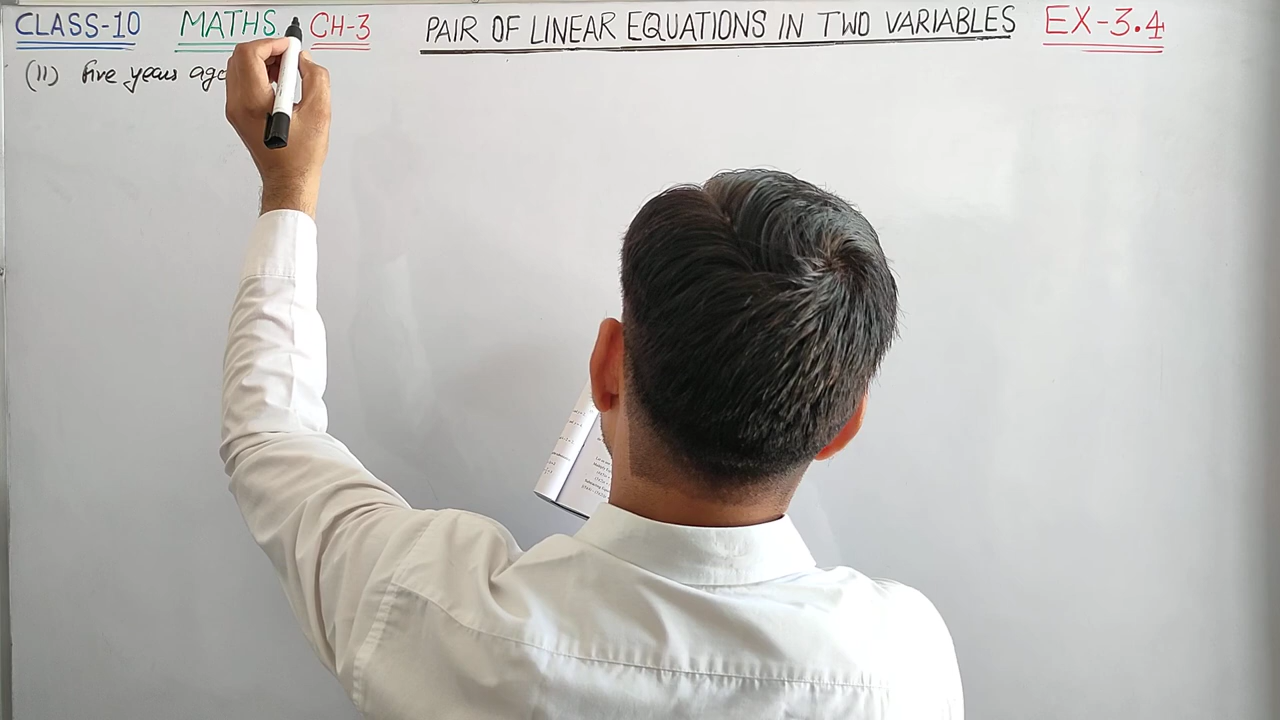 CLASS-10 MATHS. CH-3 PAIR OF LINEAR EQUATIONS IN TWO VARIABLES EX-3.4
(11) five years ago